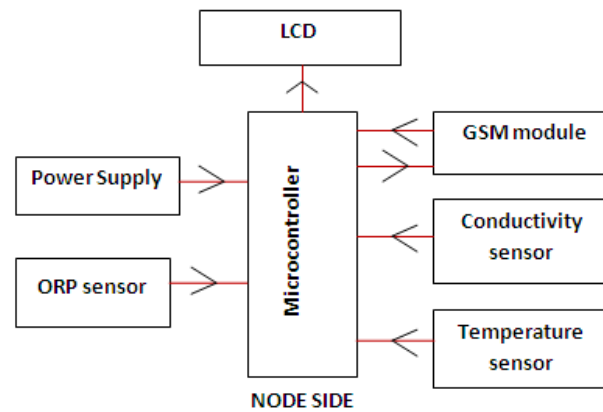 LCD
GSM module
Power Supply
Microcontroller
Conductivity
sensor
ORP sensor
Temperature
sensor
NODE SIDE